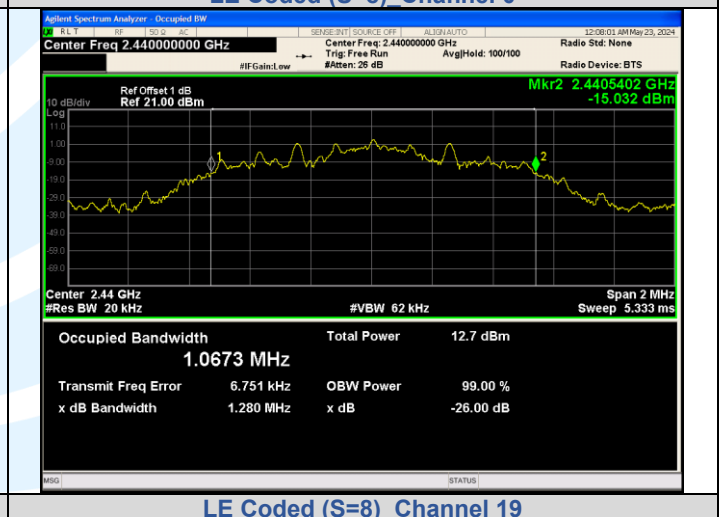 Agilent Spectrum Analyzer - Occupied BW
RLT RF 50 Ω AC SENSE:INT SOURCE OFF ALIGNAUTO 12:08:01 AM May 23, 2024
Center Freq 2.440000000 GHz Center Freq: 2.440000000 GHz Radio Std: None
Trig: Free Run Avg|Hold: 100/100
#IFGain:Low #Atten: 26 dB Radio Device: BTS
Mkr2 2.4405402 GHz
-15.032 dBm
Ref Offset 1 dB
10 dB/div Ref 21.00 dBm
Log
11.0
1.00
-9.00
-19.0
-29.0
-39.0
-49.0
-59.0
-69.0
1
2
Center 2.44 GHz Span 2 MHz
#Res BW 20 kHz #VBW 62 kHz Sweep 5.333 ms
Occupied Bandwidth Total Power 12.7 dBm
1.0673 MHz
Transmit Freq Error 6.751 kHz OBW Power 99.00 %
x dB Bandwidth 1.280 MHz x dB -26.00 dB
MSG STATUS
LE Coded (S=8)_Channel 19